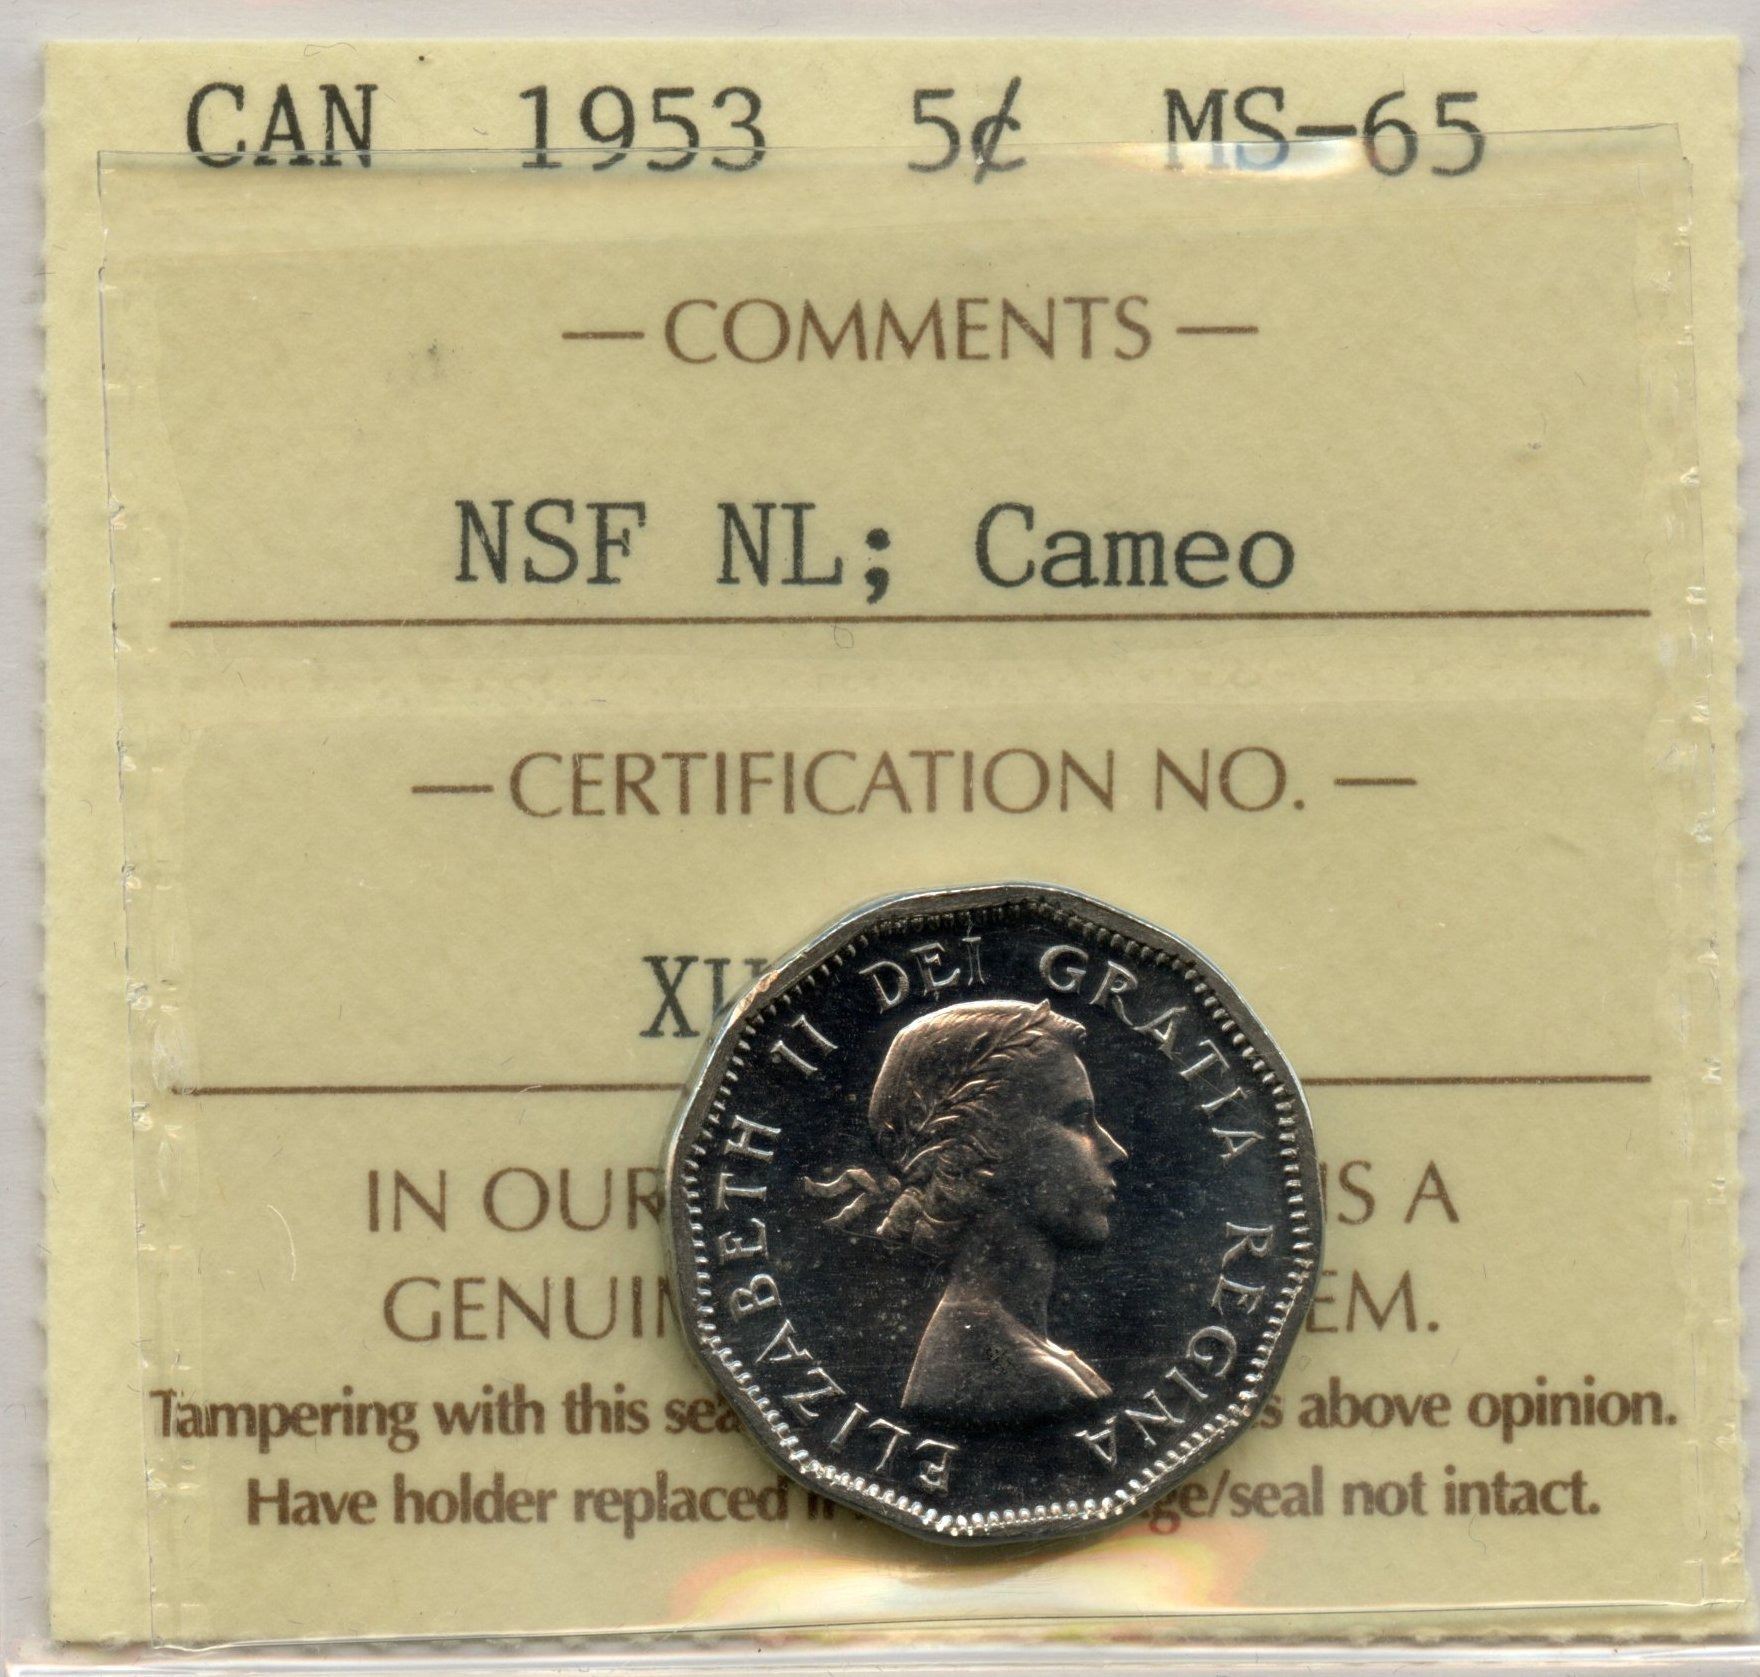 CAN 1953 5¢ MS-65
— COMMENTS —
NSF NL; Cameo
— CERTIFICATION NO. —
IN OUR IS A
GENUIN EM.
Tampering with this sea s above opinion.
Have holder replaced ge/seal not intact.
ELIZABETH II DEI GRATIA REGINA